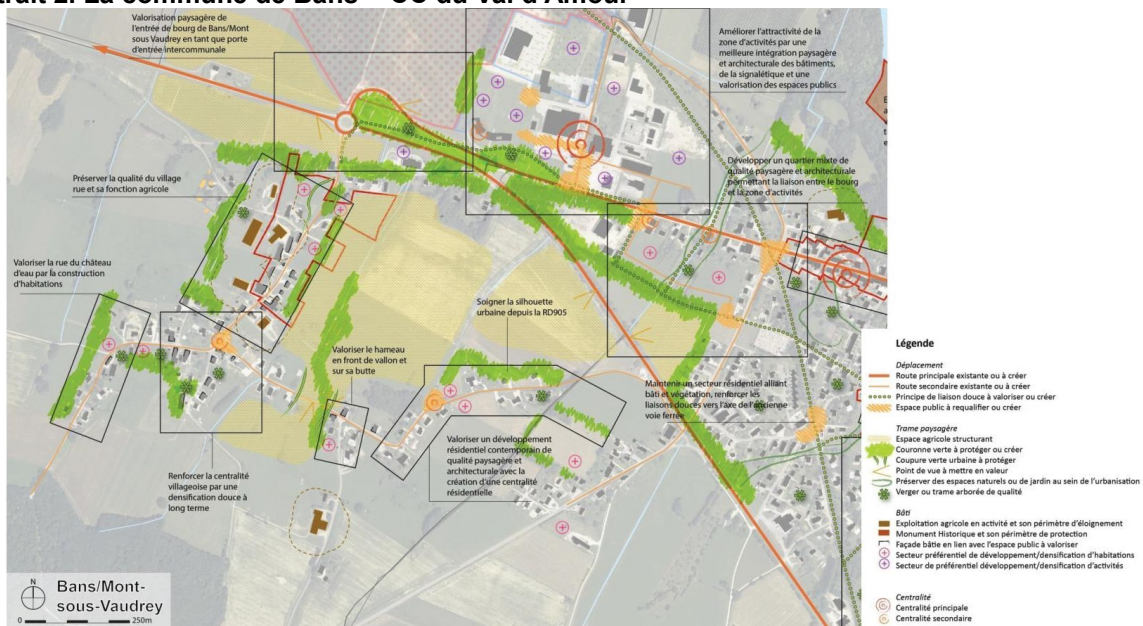 trait 2. La commune de Bans – CC du Val d'Amour
Valorisation paysagère de
l'entrée de bourg de Bans/Mont
sous Vaudrey en tant que porte
d'entrée intercommunale
Améliorer l'attractivité de la
zone d'activités par une
meilleure intégration paysagère
et architecturale des bâtiments,
de la signalétique et une
valorisation des espaces publics
Préserver la qualité du village
rue et sa fonction agricole
Développer un quartier mixte de
qualité paysagère et architecturale
permettant la liaison entre le bourg
et la zone d'activités
Valoriser la rue du château
d'eau par la construction
d'habitations
Soigner la silhouette
urbaine depuis la RD905
Valoriser le hameau
en front de vallon et
sur sa butte
Maintenir un secteur résidentiel alliant
bâti et végétation, renforcer les
liaisons douces vers l'axe de l'ancienne
voie ferrée
Valoriser un développement
résidentiel contemporain de
qualité paysagère et
architecturale avec la
création d'une centralité
résidentielle
Renforcer la centralité
villageoise par une
densification douce à
long terme
N
Bans/Mont-
sous-Vaudrey
0 250m
Légende
Déplacement
Route principale existante ou à créer
Route secondaire existante ou à créer
Principe de liaison douce à valoriser ou créer
Espace public à requalifier ou créer
Trame paysagère
Espace agricole structurant
Couronne verte à protéger ou créer
Coupure verte urbaine à protéger
Point de vue à mettre en valeur
Préserver des espaces naturels ou de jardin au sein de l'urbanisation
Verger ou trame arborée de qualité
Bâti
Exploitation agricole en activité et son périmètre d'éloignement
Monument Historique et son périmètre de protection
Façade bâtie en lien avec l'espace public à valoriser
Secteur préférentiel de développement/densification d'habitations
Secteur de préférentiel développement/densification d'activités
Centralité
Centralité principale
Centralité secondaire